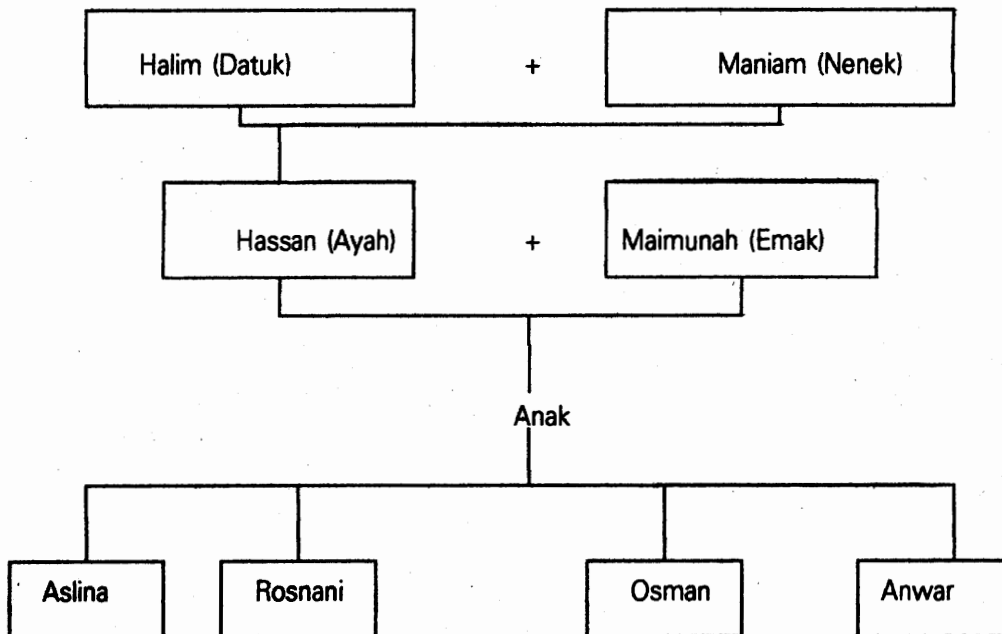 Halim (Datuk) + Maniam (Nenek)
Hassan (Ayah) + Maimunah (Emak)
Anak
Aslina Rosnani Osman Anwar